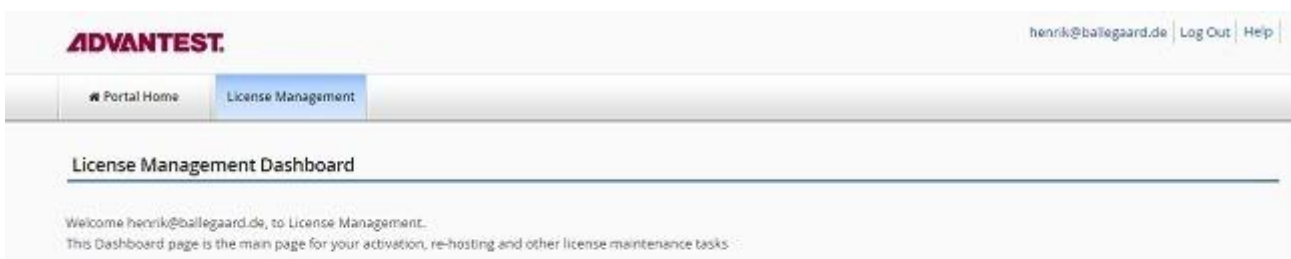 ADVANTEST.
henrik@ballegaard.de | Log Out | Help
Portal Home
License Management
License Management Dashboard
Welcome henrik@ballegaard.de, to License Management.
This Dashboard page is the main page for your activation, re-hosting and other license maintenance tasks